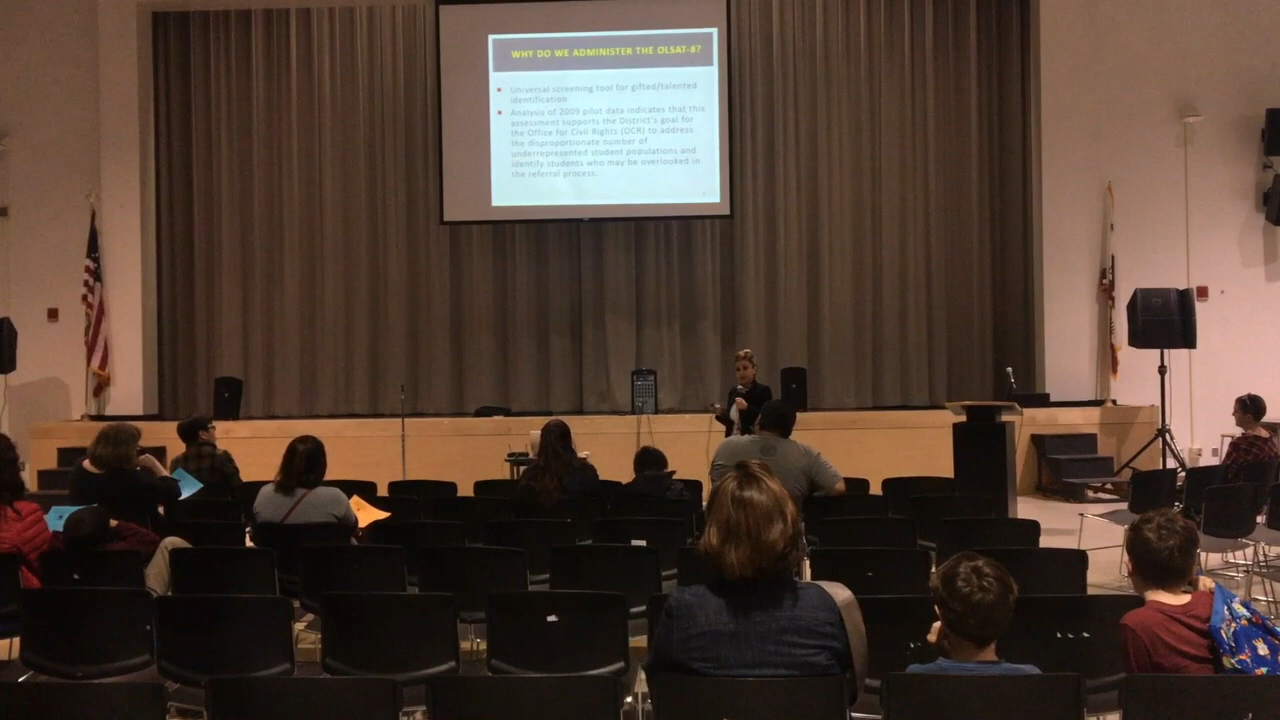 WHY DO WE ADMINISTER THE OLSAT-8?
Universal screening tool for gifted/talented
identification
Analysis of 2009 pilot data indicates that this
assessment supports the District's goal for
the Office for Civil Rights (OCR) to address
the disproportionate number of
underrepresented student populations and
identify students who may be overlooked in
the referral process.